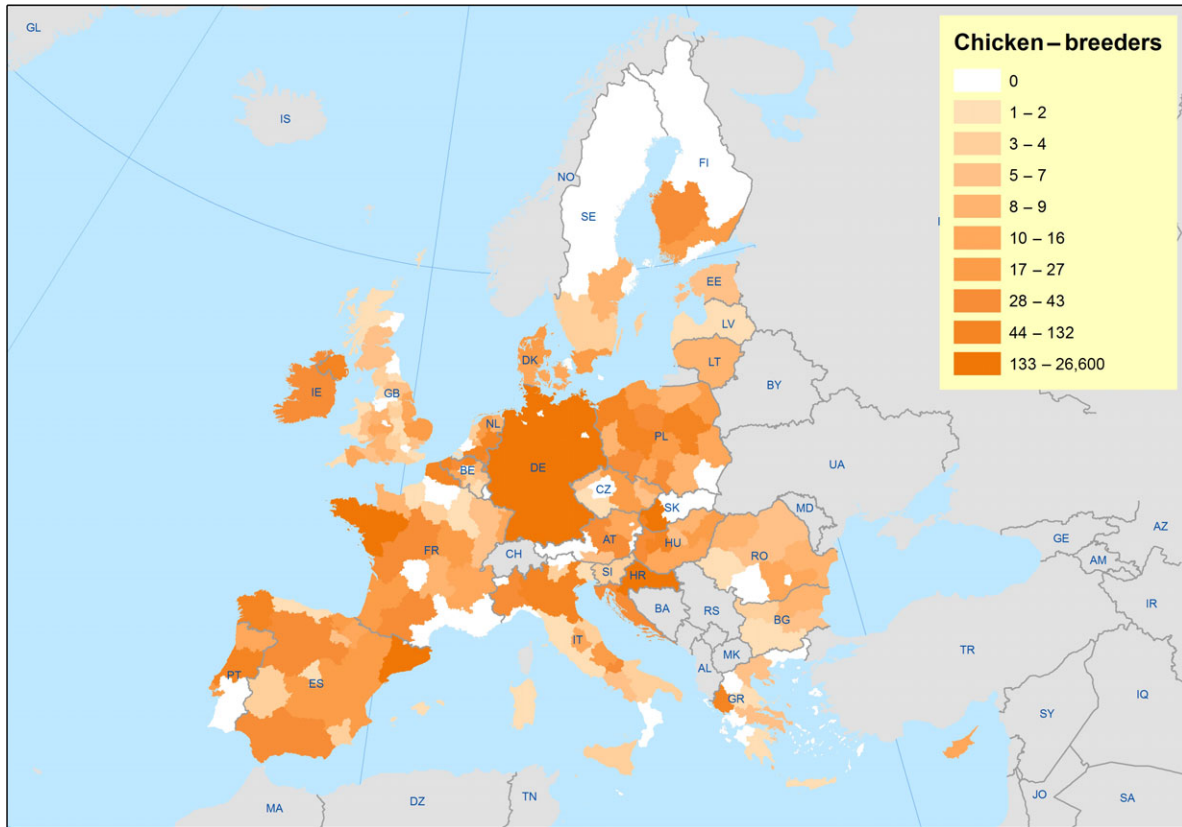 GL
IS
NO
SE
FI
EE
LV
LT
DK
IE
GB
NL
BE
DE
PL
BY
UA
CZ
SK
MD
FR
CH
AT
HU
RO
SI
HR
BA
RS
BG
IT
MK
AL
GR
PT
ES
TR
GE
AM
AZ
IR
IQ
SY
JO
SA
MA
DZ
TN
Chicken – breeders
0
1 – 2
3 – 4
5 – 7
8 – 9
10 – 16
17 – 27
28 – 43
44 – 132
133 – 26,600